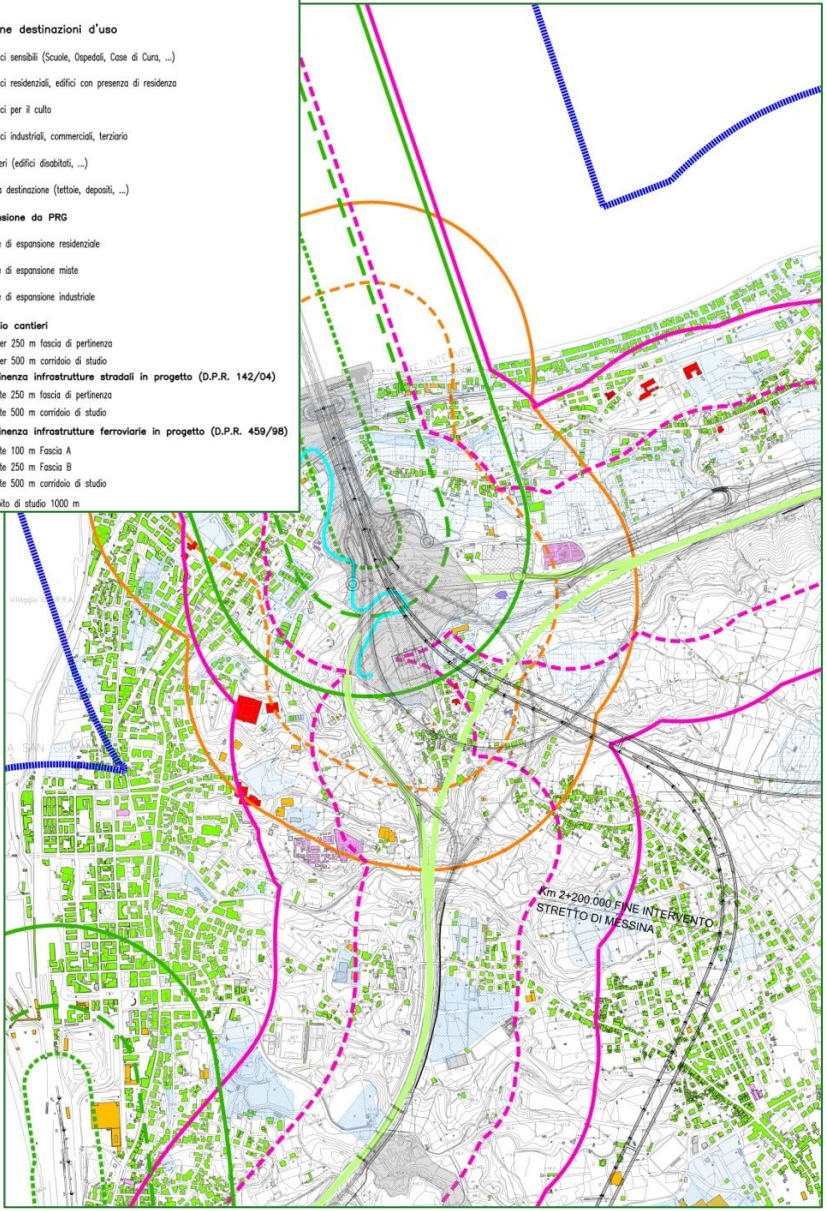 ne destinazioni d'uso
ci sensibili (Scuole, Ospedali, Case di Cura, ...)
ci residenziali, edifici con presenza di residenza
ci per il culto
ci industriali, commerciali, terziario
eri (edifici disabitati, ...)
a destinazione (tettoie, depositi, ...)
nsione da PRG
e di espansione residenziale
e di espansione miste
e di espansione industriale
io cantieri
er 250 m fascia di pertinenza
er 500 m corridoio di studio
inenza infrastrutture stradali in progetto (D.P.R. 142/04)
te 250 m fascia di pertinenza
te 500 m corridoio di studio
inenza infrastrutture ferroviarie in progetto (D.P.R. 459/98)
te 100 m Fascia A
te 250 m Fascia B
te 500 m corridoio di studio
ito di studio 1000 m
Villaggio
A SAN GIO
Km 2+200.000 FINE INTERVENTO
STRETTO DI MESSINA